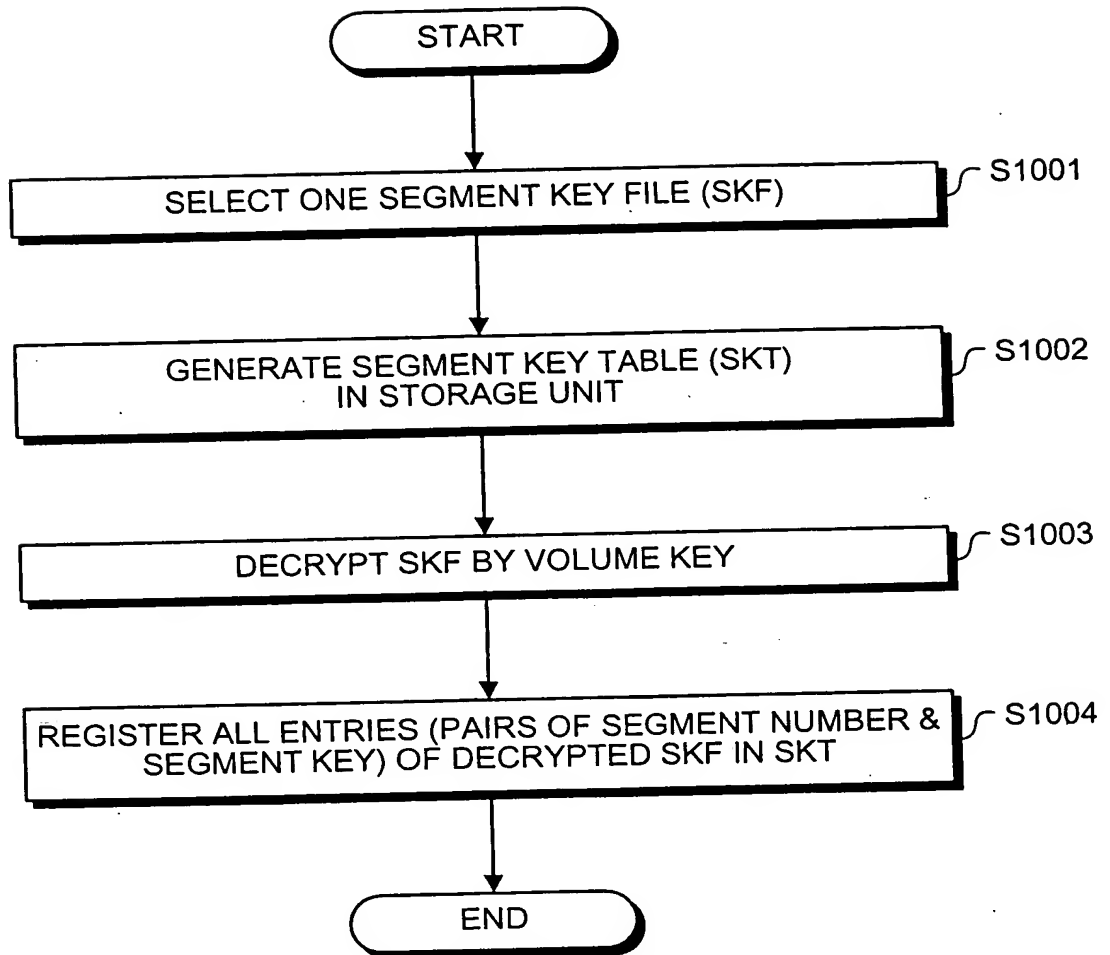 START
SELECT ONE SEGMENT KEY FILE (SKF)
S1001
GENERATE SEGMENT KEY TABLE (SKT)
IN STORAGE UNIT
S1002
DECRYPT SKF BY VOLUME KEY
S1003
REGISTER ALL ENTRIES (PAIRS OF SEGMENT NUMBER &
SEGMENT KEY) OF DECRYPTED SKF IN SKT
S1004
END